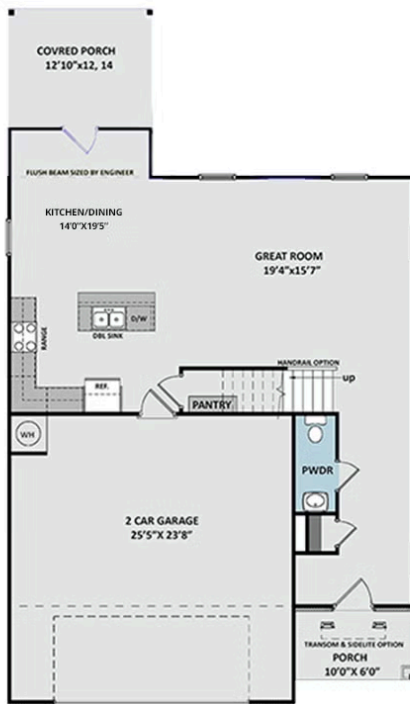 COVRED PORCH
12'10"x12, 14
FLUSH BEAM SIZED BY ENGINEER
KITCHEN/DINING
14'0"X19'5"
GREAT ROOM
19'4"x15'7"
D/W
DBL SINK
RANGE
REF.
HANDRAIL OPTION
up
PANTRY
WH
PWDR
2 CAR GARAGE
25'5"X 23'8"
TRANSOM & SIDELITE OPTION
PORCH
10'0"X 6'0"